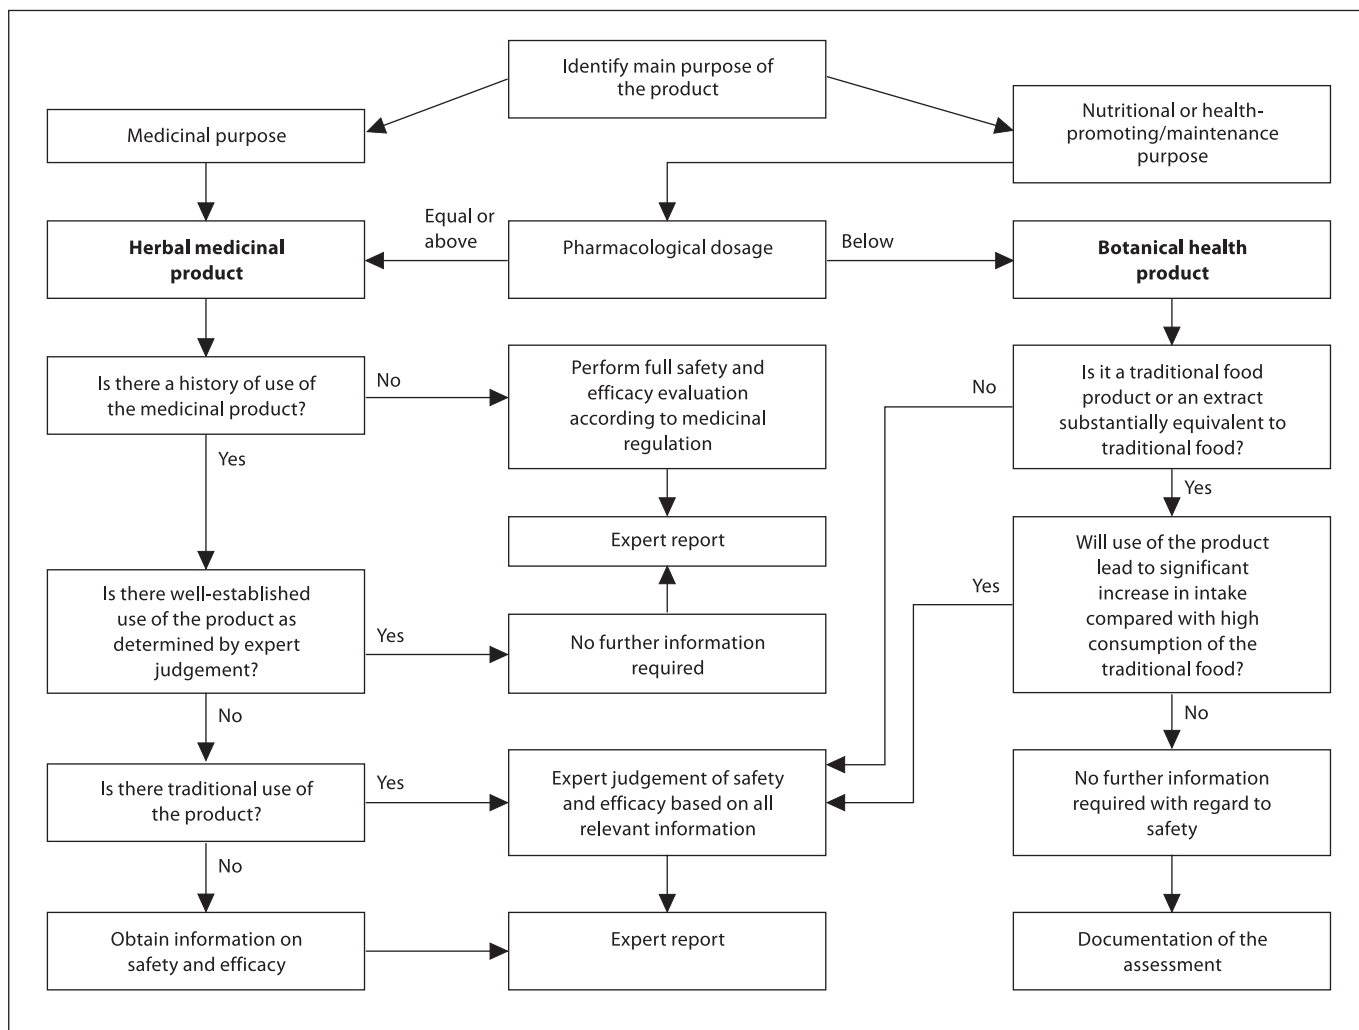 Identify main purpose of
the product
Medicinal purpose
Nutritional or health-
promoting/maintenance
purpose
Equal or
above
Herbal medicinal
product
Pharmacological dosage
Below
Botanical health
product
Is there a history of use of
the medicinal product?
No
Perform full safety and
efficacy evaluation
according to medicinal
regulation
No
Is it a traditional food
product or an extract
substantially equivalent to
traditional food?
Yes
Yes
Expert report
Is there well-established
use of the product as
determined by expert
judgement?
Yes
No further information
required
Yes
Will use of the product
lead to significant
increase in intake
compared with high
consumption of the
traditional food?
No
No
Is there traditional use of
the product?
Yes
Expert judgement of safety
and efficacy based on all
relevant information
No further information
required with regard to
safety
No
Obtain information on
safety and efficacy
Expert report
Documentation of the
assessment